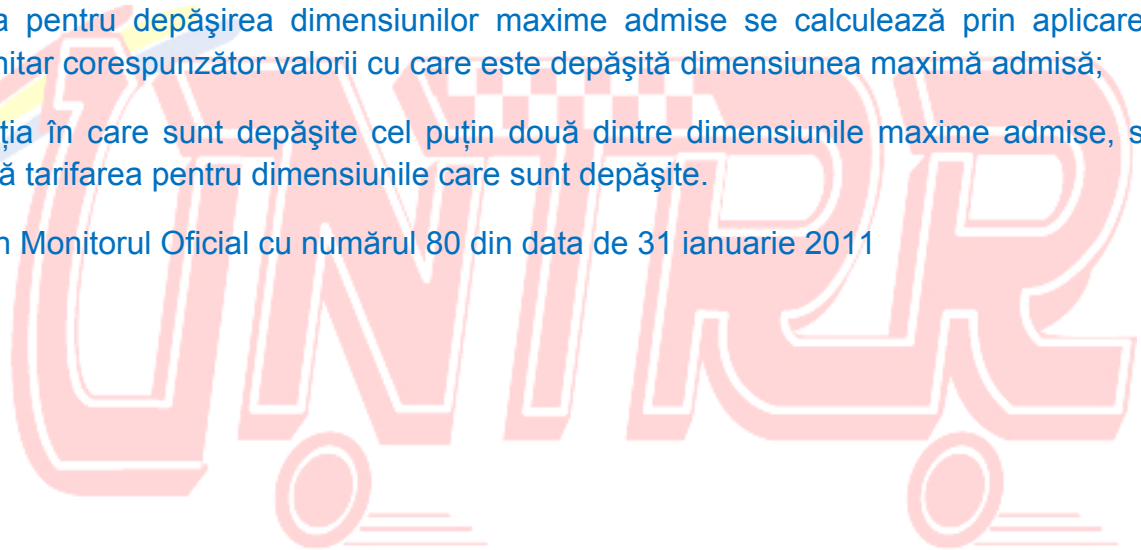 a pentru depăşirea dimensiunilor maxime admise se calculează prin aplicare
nitar corespunzător valorii cu care este depăşită dimensiunea maximă admisă;
ţia în care sunt depăşite cel puţin două dintre dimensiunile maxime admise, s
ă tarifarea pentru dimensiunile care sunt depăşite.
n Monitorul Oficial cu numărul 80 din data de 31 ianuarie 2011
UNTRR